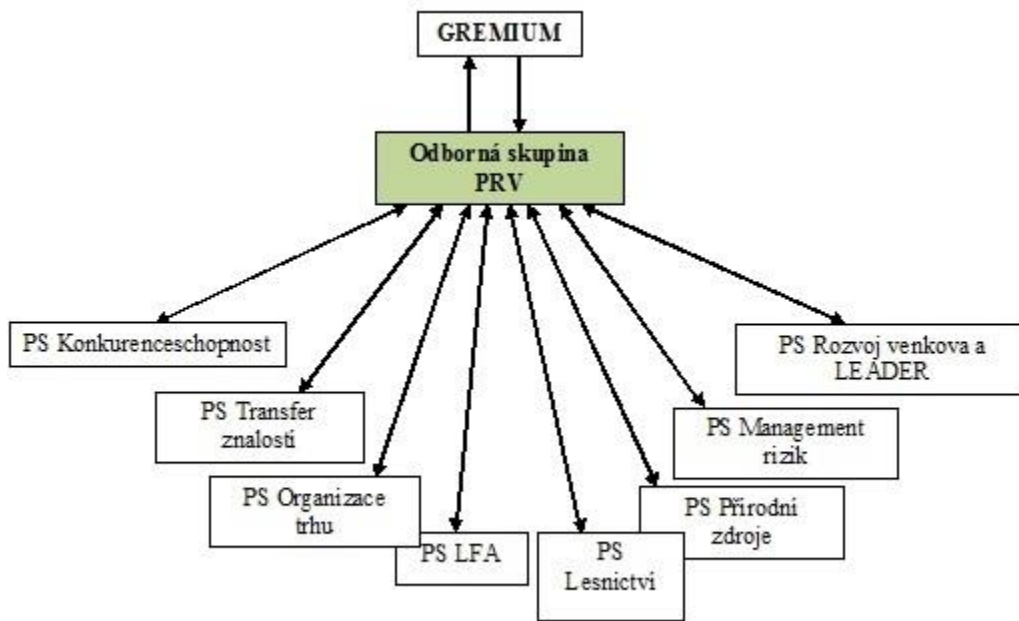 GREMIUM
Odborná skupina
PRV
PS Konkurenceschopnost
PS Rozvoj venkova a
LEADER
PS Transfer
znalostí
PS Management
rizik
PS Organizace
trhu
PS Přírodní
zdroje
PS LFA
PS
Lesnictví